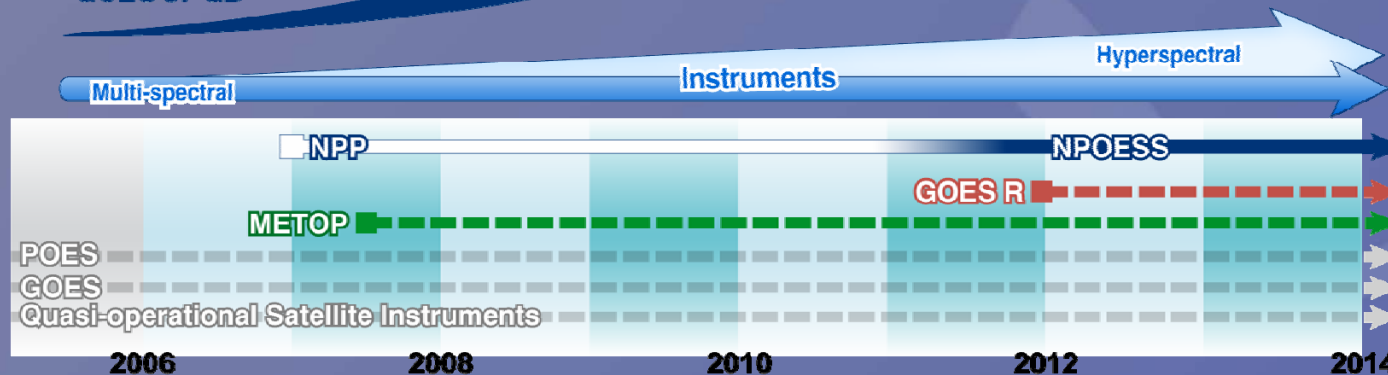 Hyperspectral
Instruments
Multi-spectral
NPP NPOESS
GOES R
METOP
POES
GOES
Quasi-operational Satellite Instruments
2006 2008 2010 2012 2014